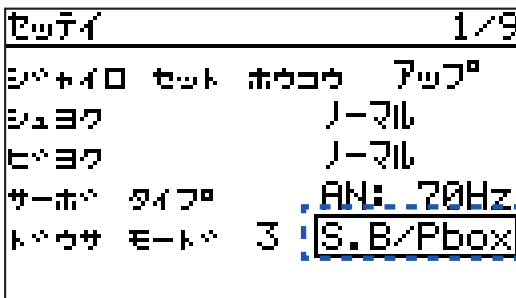 セッテイ 1/9
ジャイロ セット ホウコウ アップ
シュヨク ノーマル
ビヨク ノーマル
サーボ タイプ AN: 70Hz
ドウサ モード 3 S.B/Pbox